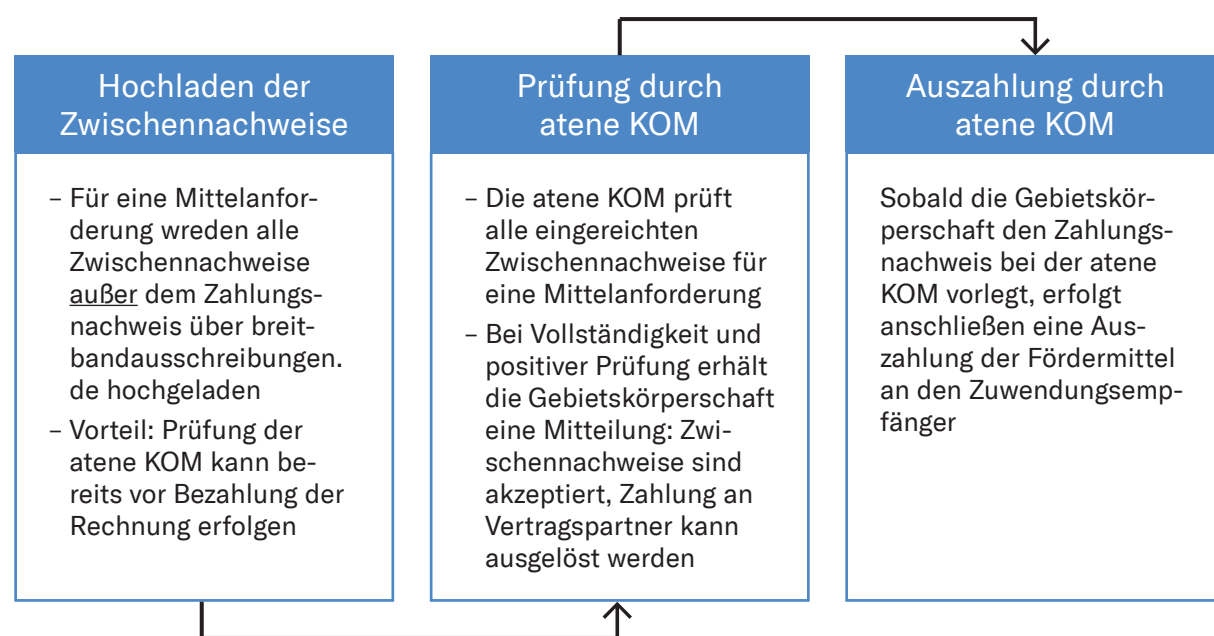 Hochladen der
Zwischennachweise
– Für eine Mittelanfor-
derung wreden alle
Zwischennachweise
außer dem Zahlungs-
nachweis über breit-
bandausschreibungen.
de hochgeladen
– Vorteil: Prüfung der
atene KOM kann be-
reits vor Bezahlung der
Rechnung erfolgen
Prüfung durch
atene KOM
– Die atene KOM prüft
alle eingereichten
Zwischennachweise für
eine Mittelanforderung
– Bei Vollständigkeit und
positiver Prüfung erhält
die Gebietskörperschaft
eine Mitteilung: Zwi-
schennachweise sind
akzeptiert, Zahlung an
Vertragspartner kann
ausgelöst werden
Auszahlung durch
atene KOM
Sobald die Gebietskör-
perschaft den Zahlungs-
nachweis bei der atene
KOM vorlegt, erfolgt
anschließen eine Aus-
zahlung der Fördermittel
an den Zuwendungsemp-
fänger